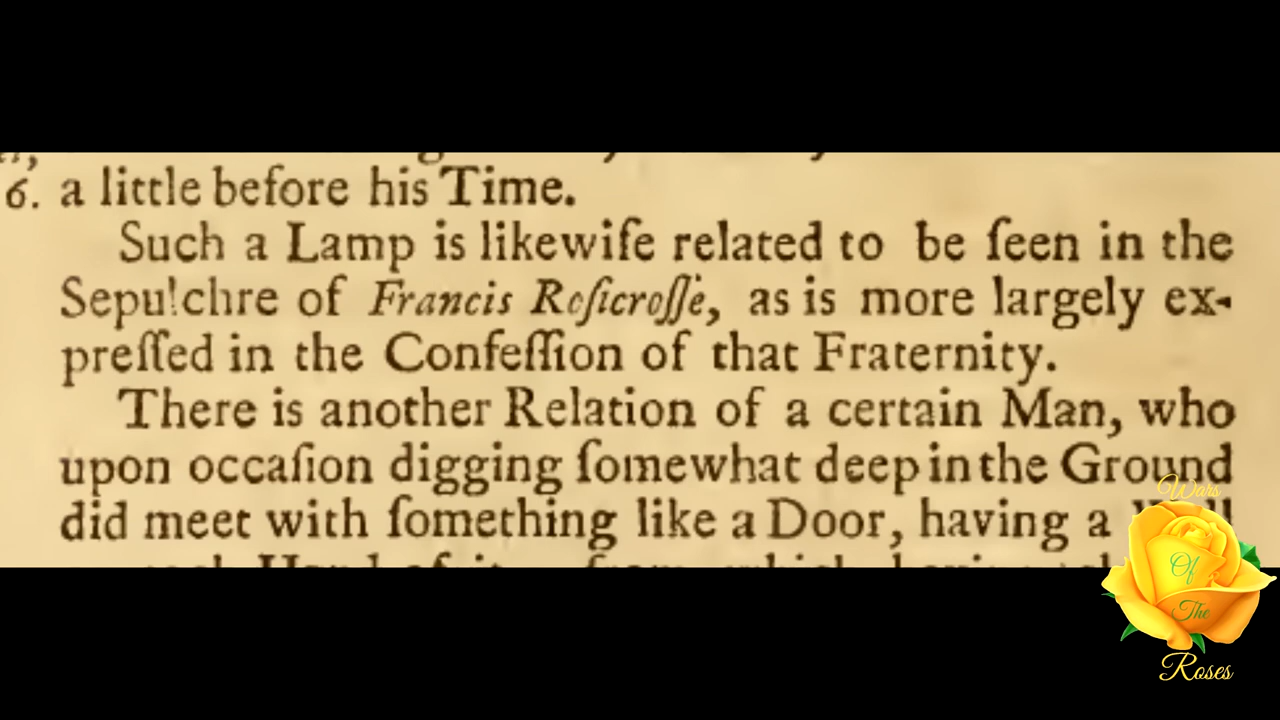 6. a little before his Time.
Such a Lamp is likewiſe related to be ſeen in the
Sepulchre of Francis Roſicroſſe, as is more largely ex-
preſſed in the Confeſſion of that Fraternity.
There is another Relation of a certain Man, who
upon occaſion digging ſomewhat deep in the Ground
did meet with ſomething like a Door, having a
Wars
Of
The
Roses